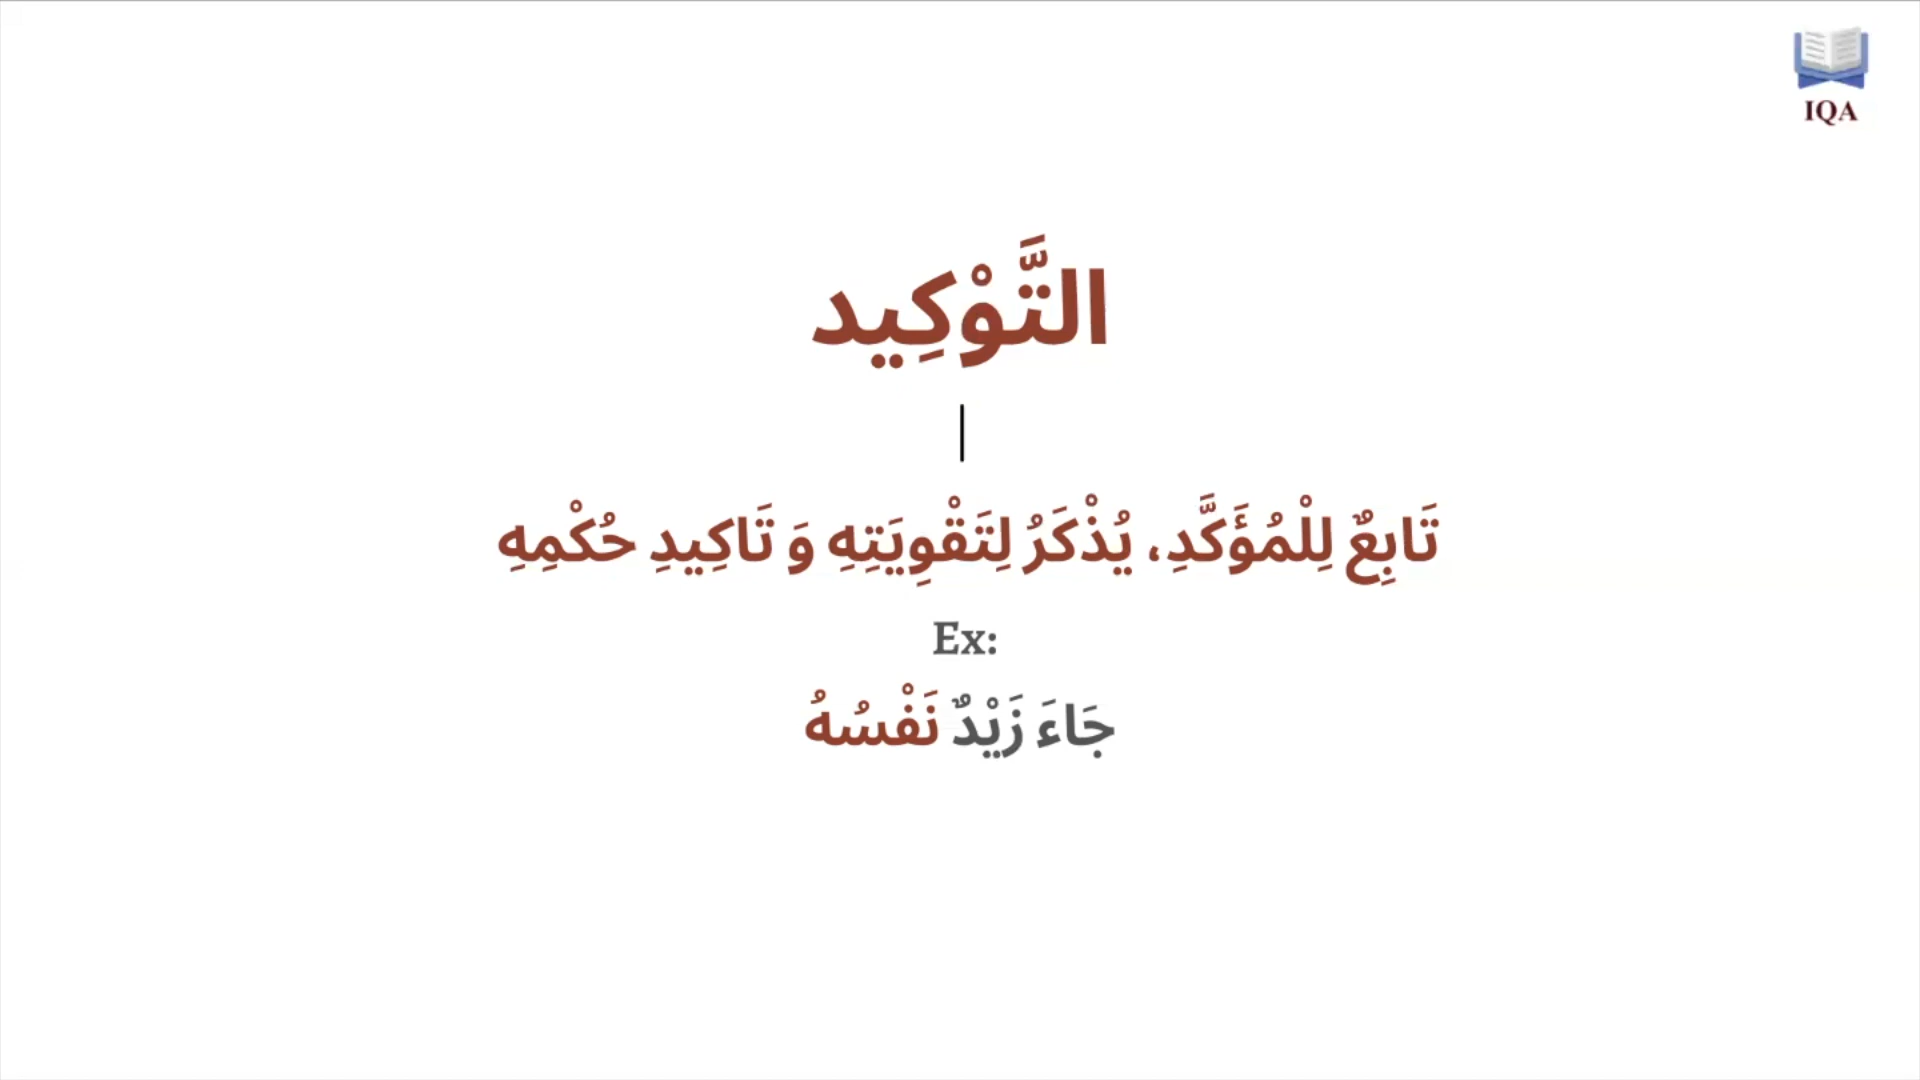 IQA
التَّوْكِيد
تَابِعٌ لِلْمُؤَكَّدِ، يُذْكَرُ لِتَقْوِيَتِهِ وَ تَاكِيدِ حُكْمِهِ
Ex:
جَاءَ زَيْدٌ نَفْسُهُ